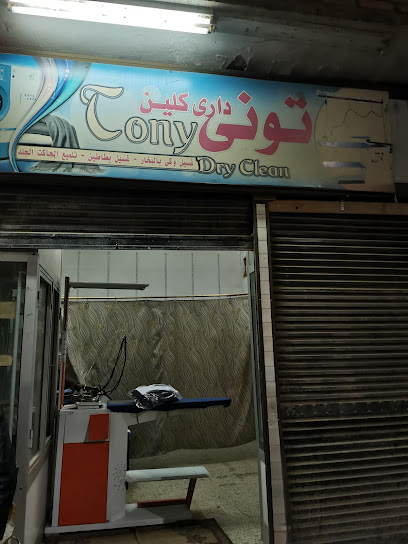 توني داري كلين
Tony
Dry Clean
غسيل وكي بالبخار - غسيل بطاطين - تلميع الجاكت الجلد